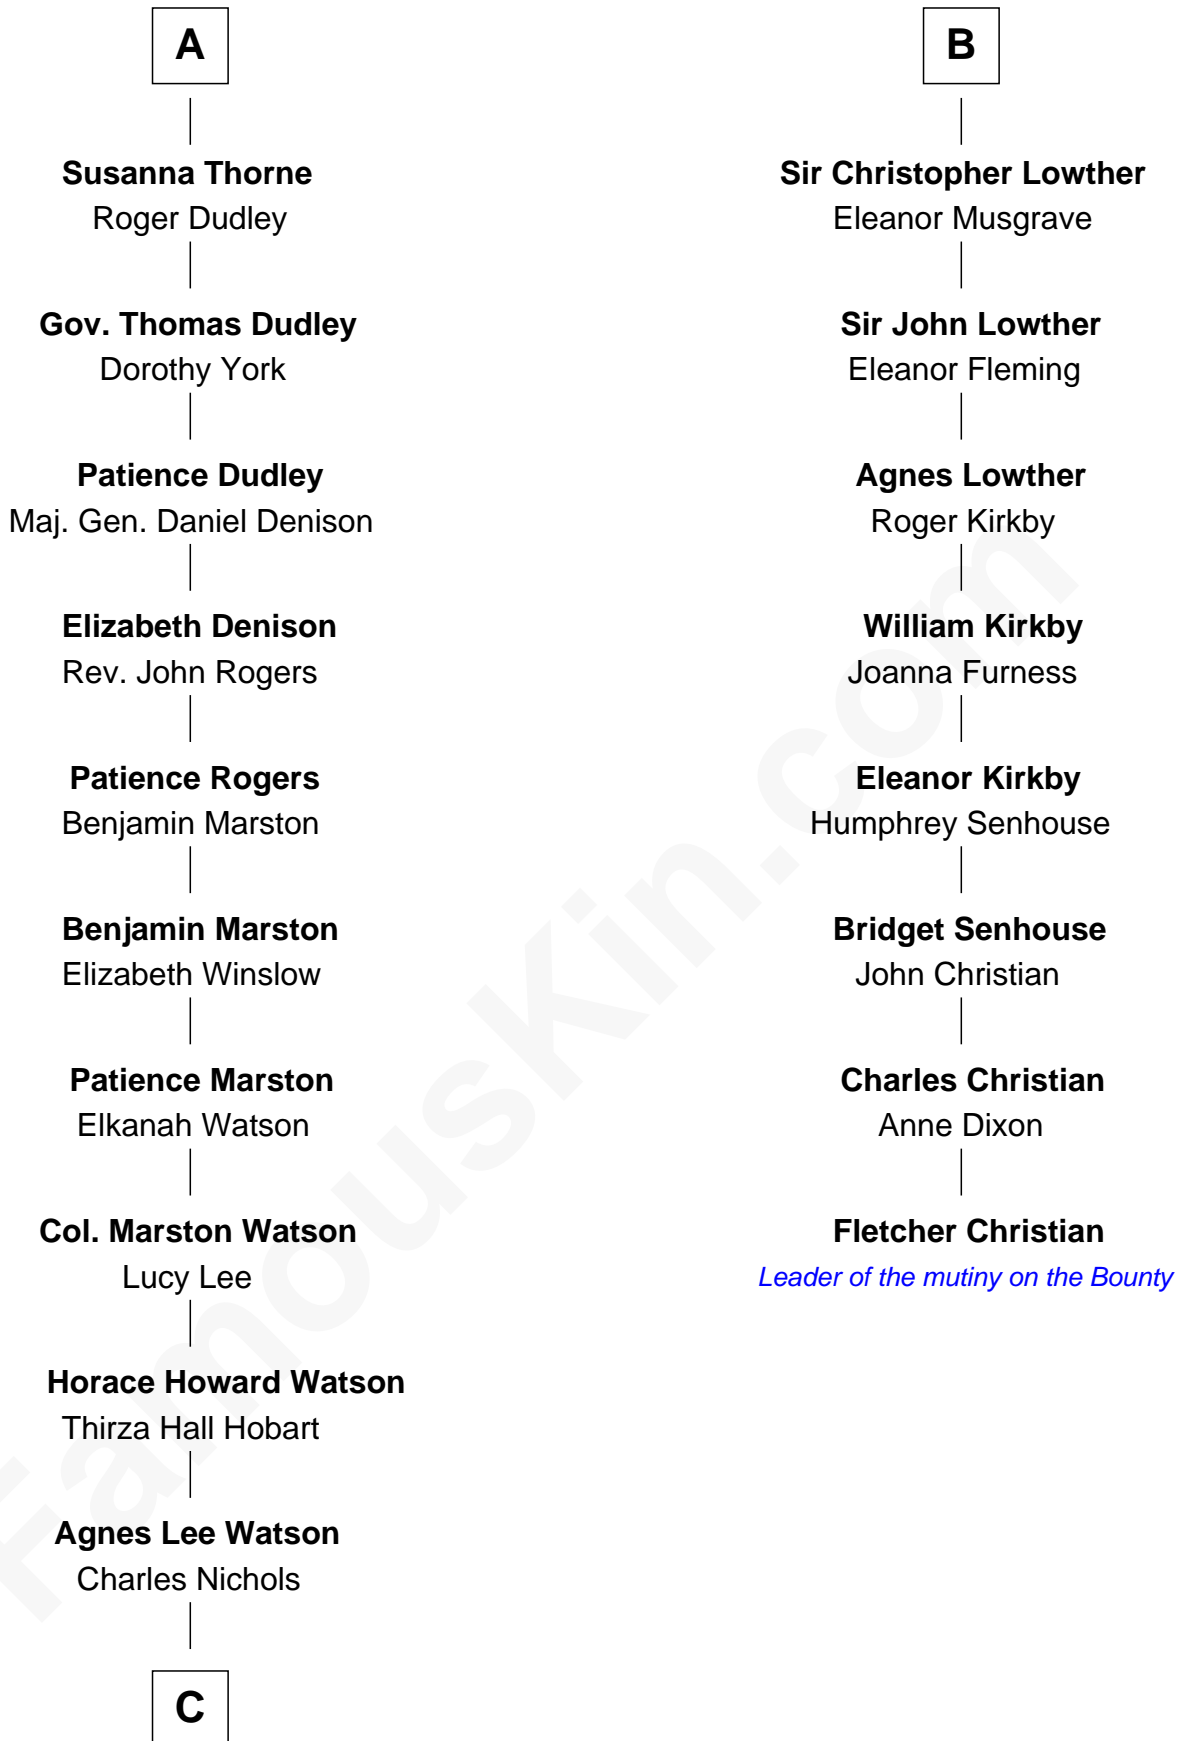 A
Susanna Thorne
Roger Dudley
Gov. Thomas Dudley
Dorothy York
Patience Dudley
Maj. Gen. Daniel Denison
Elizabeth Denison
Rev. John Rogers
Patience Rogers
Benjamin Marston
Benjamin Marston
Elizabeth Winslow
Patience Marston
Elkanah Watson
Col. Marston Watson
Lucy Lee
Horace Howard Watson
Thirza Hall Hobart
Agnes Lee Watson
Charles Nichols
C
B
Sir Christopher Lowther
Eleanor Musgrave
Sir John Lowther
Eleanor Fleming
Agnes Lowther
Roger Kirkby
William Kirkby
Joanna Furness
Eleanor Kirkby
Humphrey Senhouse
Bridget Senhouse
John Christian
Charles Christian
Anne Dixon
Fletcher Christian
Leader of the mutiny on the Bounty
FamousKin.com